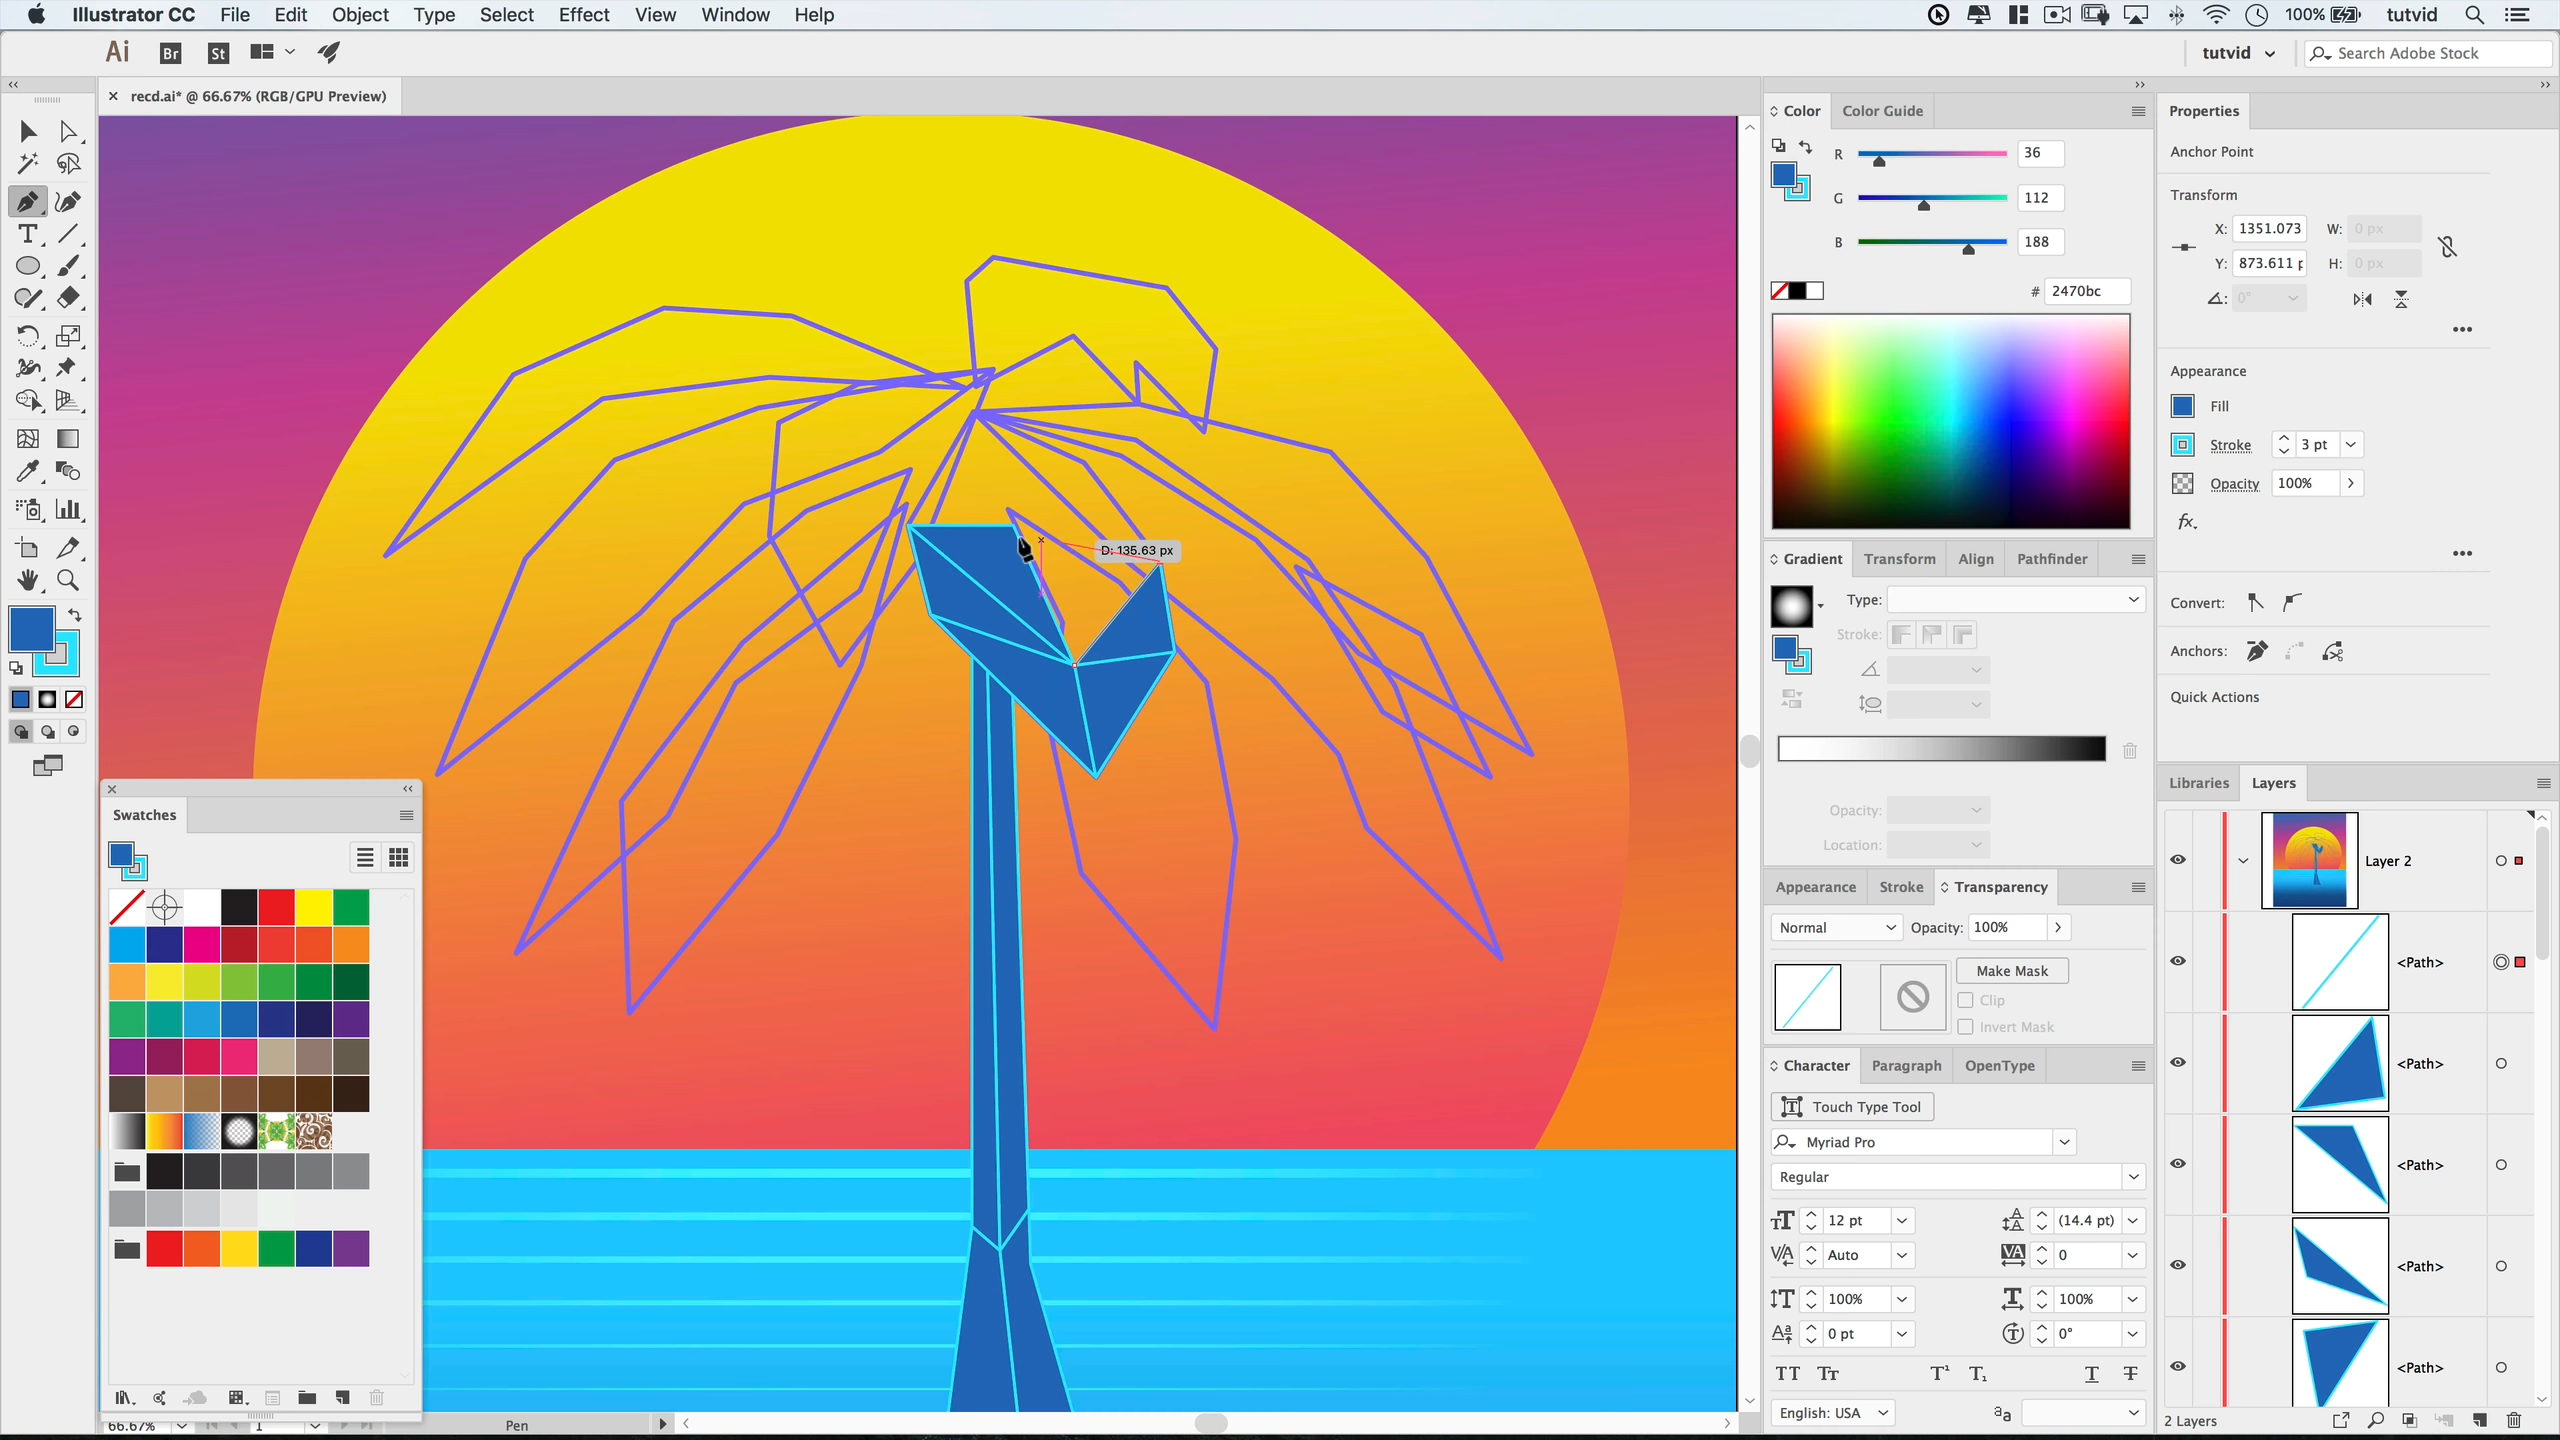 Illustrator CC File Edit Object Type Select Effect View Window Help 100% tutvid
Ai Br St tutvid Search Adobe Stock
× recd.ai* @ 66.67% (RGB/GPU Preview)
Color Color Guide
R 36
G 112
B 188
# 2470bc
Gradient Transform Align Pathfinder
Type:
Stroke:
Opacity:
Location:
Appearance Stroke Transparency
Normal Opacity: 100%
Make Mask
Clip
Invert Mask
Character Paragraph OpenType
Touch Type Tool
Myriad Pro
Regular
12 pt (14.4 pt)
Auto 0
100% 100%
0 pt 0°
English: USA
Properties
Anchor Point
Transform
X: 1351.073 W: 0 px
Y: 873.611 p H: 0 px
0°
Appearance
Fill
Stroke 3 pt
Opacity 100%
fx.
Convert:
Anchors:
Quick Actions
Libraries Layers
Layer 2
<Path>
<Path>
<Path>
<Path>
<Path>
2 Layers
D: 135.63 px
Swatches
66.67% 1 Pen